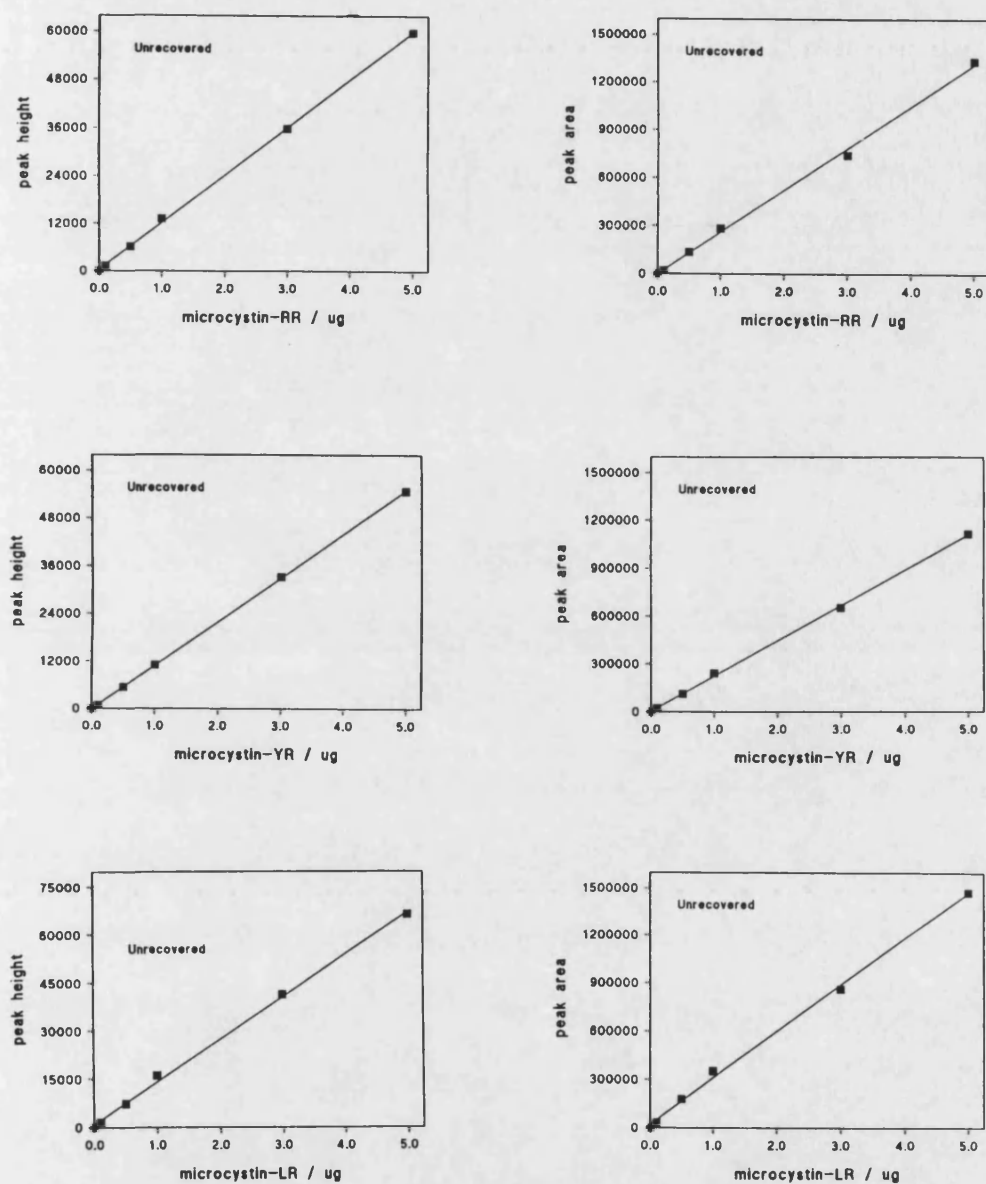 60000
48000
36000
24000
12000
0
peak height
Unrecovered
0.0 1.0 2.0 3.0 4.0 5.0
microcystin-RR / ug
1500000
1200000
900000
600000
300000
0
peak area
Unrecovered
0.0 1.0 2.0 3.0 4.0 5.0
microcystin-RR / ug
60000
48000
36000
24000
12000
0
peak height
Unrecovered
0.0 1.0 2.0 3.0 4.0 5.0
microcystin-YR / ug
1500000
1200000
900000
600000
300000
0
peak area
Unrecovered
0.0 1.0 2.0 3.0 4.0 5.0
microcystin-YR / ug
75000
60000
45000
30000
15000
0
peak height
Unrecovered
0.0 1.0 2.0 3.0 4.0 5.0
microcystin-LR / ug
1500000
1200000
900000
600000
300000
0
peak area
Unrecovered
0.0 1.0 2.0 3.0 4.0 5.0
microcystin-LR / ug